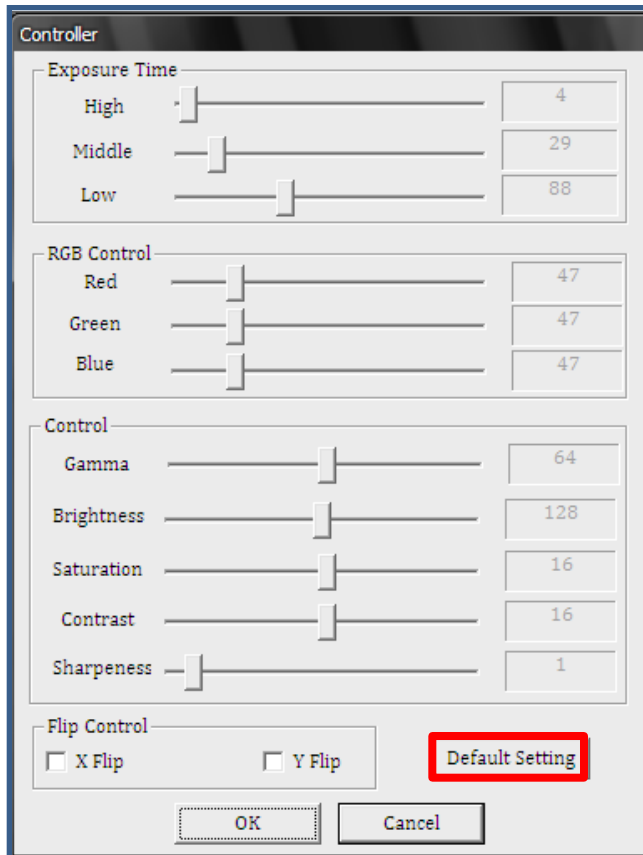 Controller
Exposure Time
High 4
Middle 29
Low 88
RGB Control
Red 47
Green 47
Blue 47
Control
Gamma 64
Brightness 128
Saturation 16
Contrast 16
Sharpeness 1
Flip Control
X Flip Y Flip
Default Setting
OK Cancel